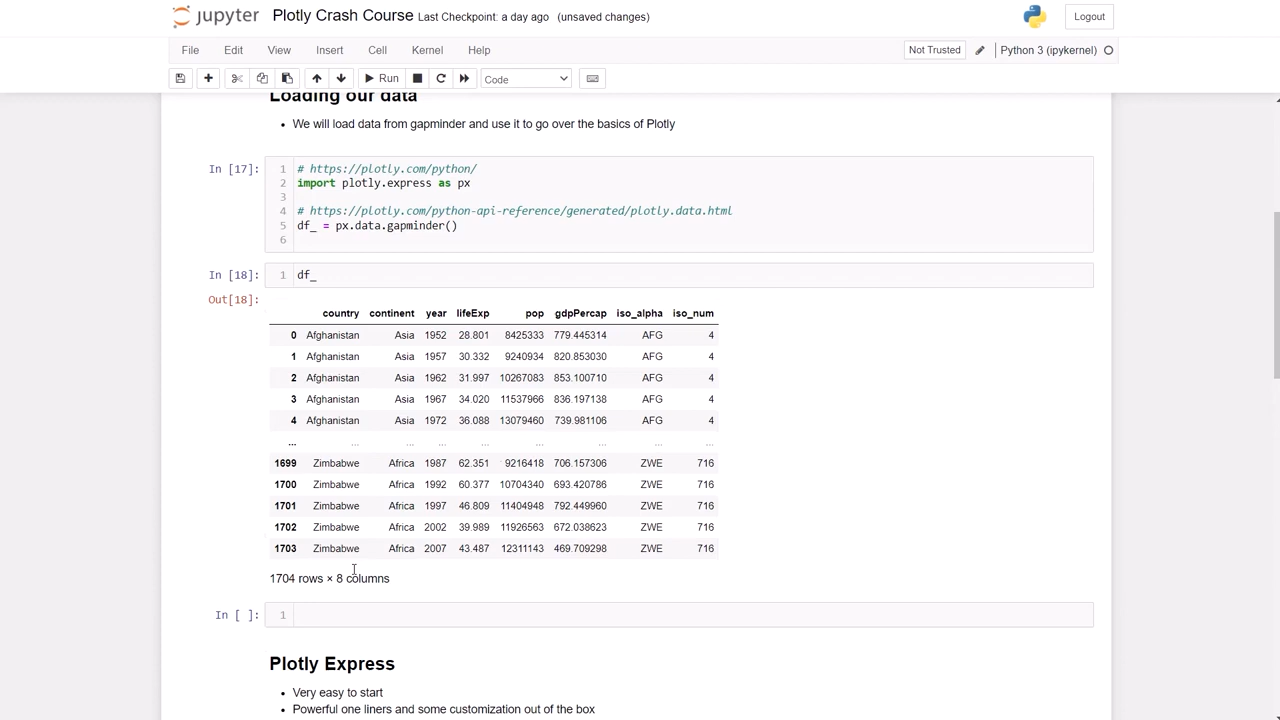 jupyter Plotly Crash Course Last Checkpoint: a day ago (unsaved changes) Logout
File Edit View Insert Cell Kernel Help Not Trusted Python 3 (ipykernel)
Run Code
Loading our data
• We will load data from gapminder and use it to go over the basics of Plotly
In [17]:
1 # https://plotly.com/python/
2 import plotly.express as px
3
4 # https://plotly.com/python-api-reference/generated/plotly.data.html
5 df_ = px.data.gapminder()
6
In [18]: 1 df_
Out[18]:
country continent year lifeExp pop gdpPercap iso_alpha iso_num
0 Afghanistan Asia 1952 28.801 8425333 779.445314 AFG 4
1 Afghanistan Asia 1957 30.332 9240934 820.853030 AFG 4
2 Afghanistan Asia 1962 31.997 10267083 853.100710 AFG 4
3 Afghanistan Asia 1967 34.020 11537966 836.197138 AFG 4
4 Afghanistan Asia 1972 36.088 13079460 739.981106 AFG 4
... ... ... ... ... ... ... ... ...
1699 Zimbabwe Africa 1987 62.351 9216418 706.157306 ZWE 716
1700 Zimbabwe Africa 1992 60.377 10704340 693.420786 ZWE 716
1701 Zimbabwe Africa 1997 46.809 11404948 792.449960 ZWE 716
1702 Zimbabwe Africa 2002 39.989 11926563 672.038623 ZWE 716
1703 Zimbabwe Africa 2007 43.487 12311143 469.709298 ZWE 716
1704 rows × 8 columns
In [ ]: 1
Plotly Express
• Very easy to start
• Powerful one liners and some customization out of the box